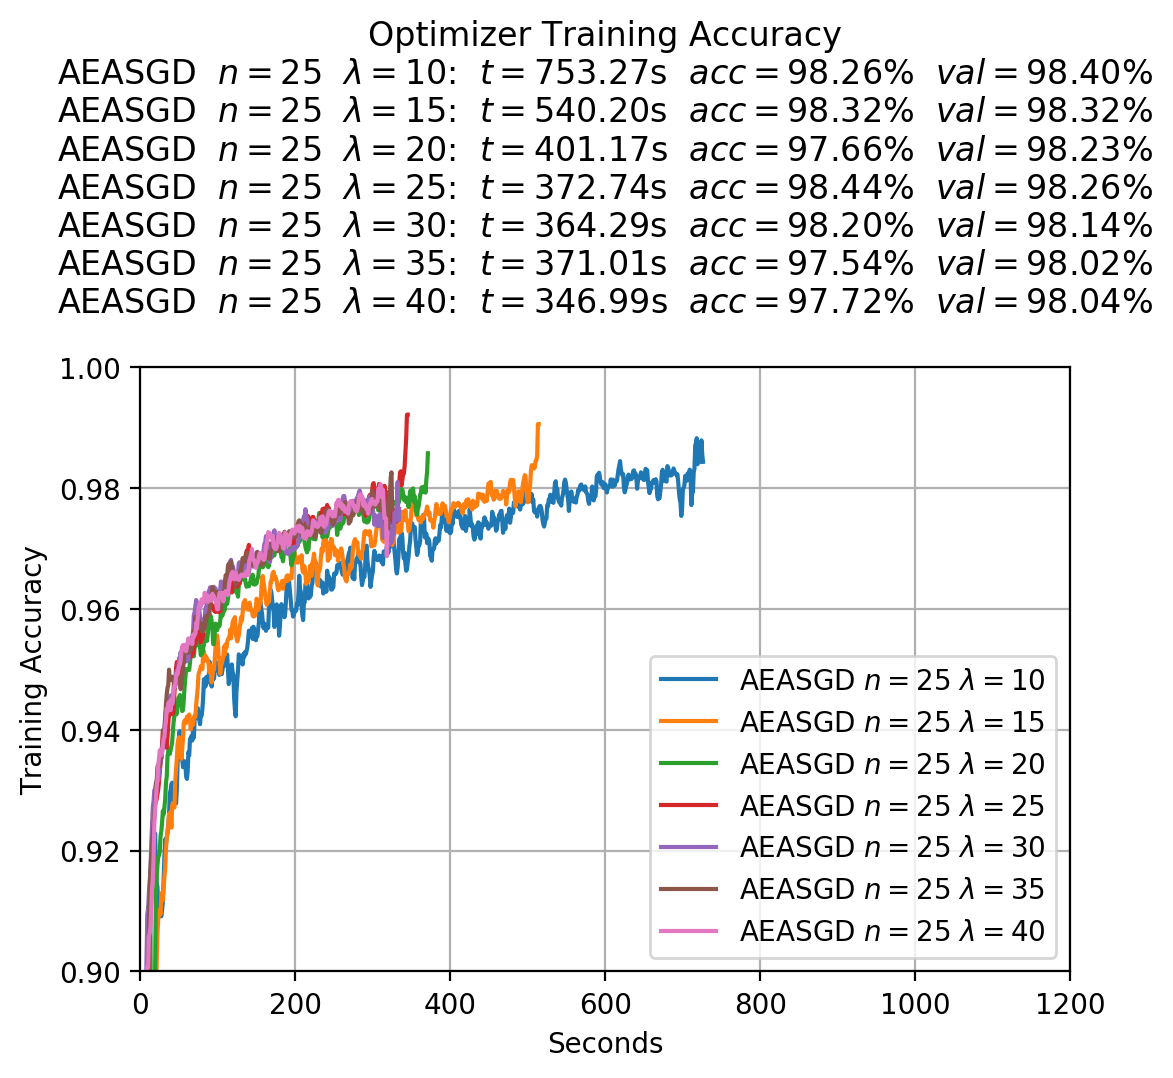 Optimizer Training Accuracy
AEASGD n = 25 λ = 10: t = 753.27s acc = 98.26% val = 98.40%
AEASGD n = 25 λ = 15: t = 540.20s acc = 98.32% val = 98.32%
AEASGD n = 25 λ = 20: t = 401.17s acc = 97.66% val = 98.23%
AEASGD n = 25 λ = 25: t = 372.74s acc = 98.44% val = 98.26%
AEASGD n = 25 λ = 30: t = 364.29s acc = 98.20% val = 98.14%
AEASGD n = 25 λ = 35: t = 371.01s acc = 97.54% val = 98.02%
AEASGD n = 25 λ = 40: t = 346.99s acc = 97.72% val = 98.04%
1.00
0.98
0.96
0.94
0.92
0.90
Training Accuracy
AEASGD n = 25 λ = 10
AEASGD n = 25 λ = 15
AEASGD n = 25 λ = 20
AEASGD n = 25 λ = 25
AEASGD n = 25 λ = 30
AEASGD n = 25 λ = 35
AEASGD n = 25 λ = 40
0 200 400 600 800 1000 1200
Seconds